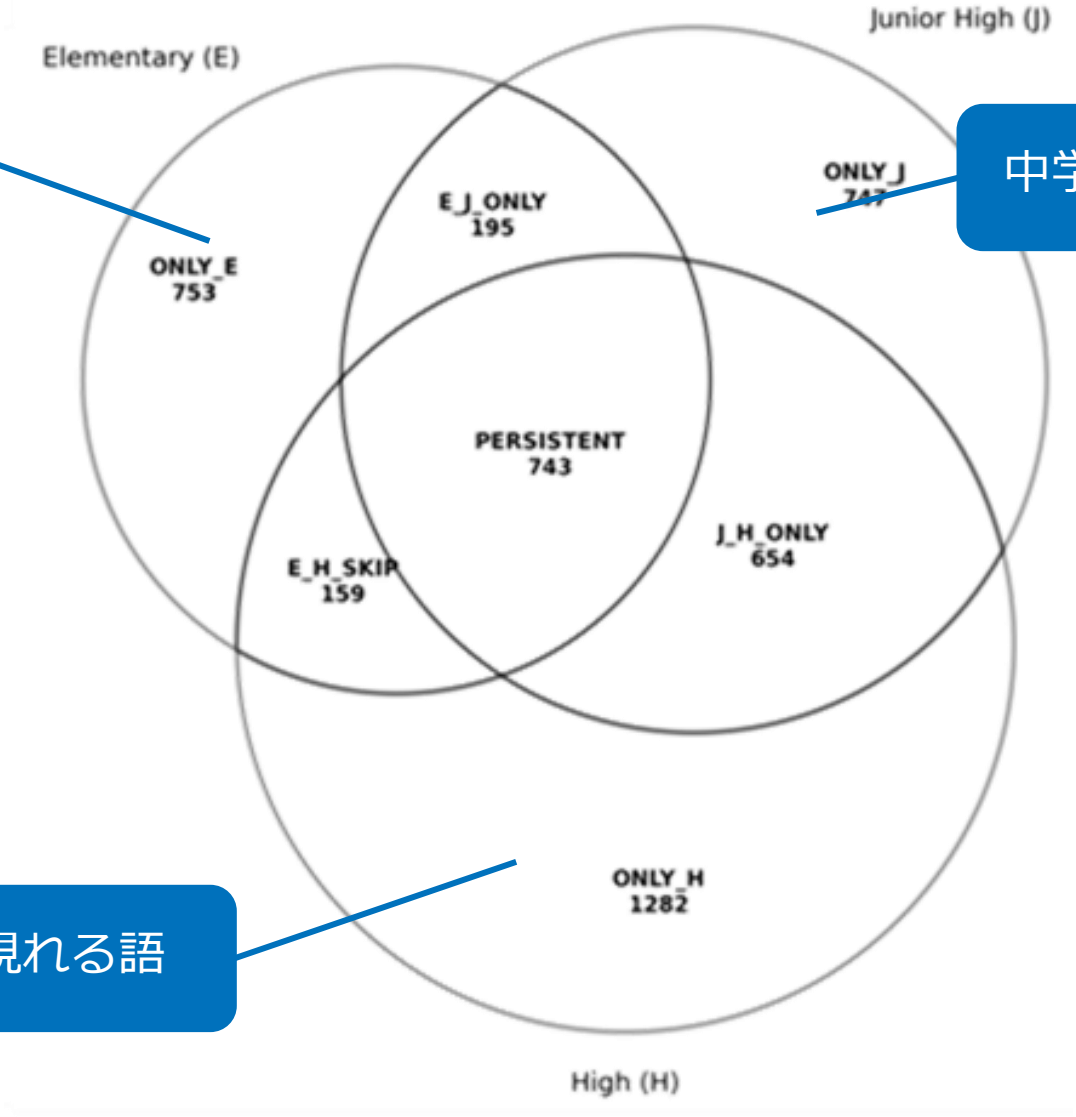 Junior High (J)
Elementary (E)
中学
ONLY_J
747
E_J_ONLY
195
ONLY_E
753
PERSISTENT
743
J_H_ONLY
654
E_H_SKIP
159
ONLY_H
1282
現れる語
High (H)